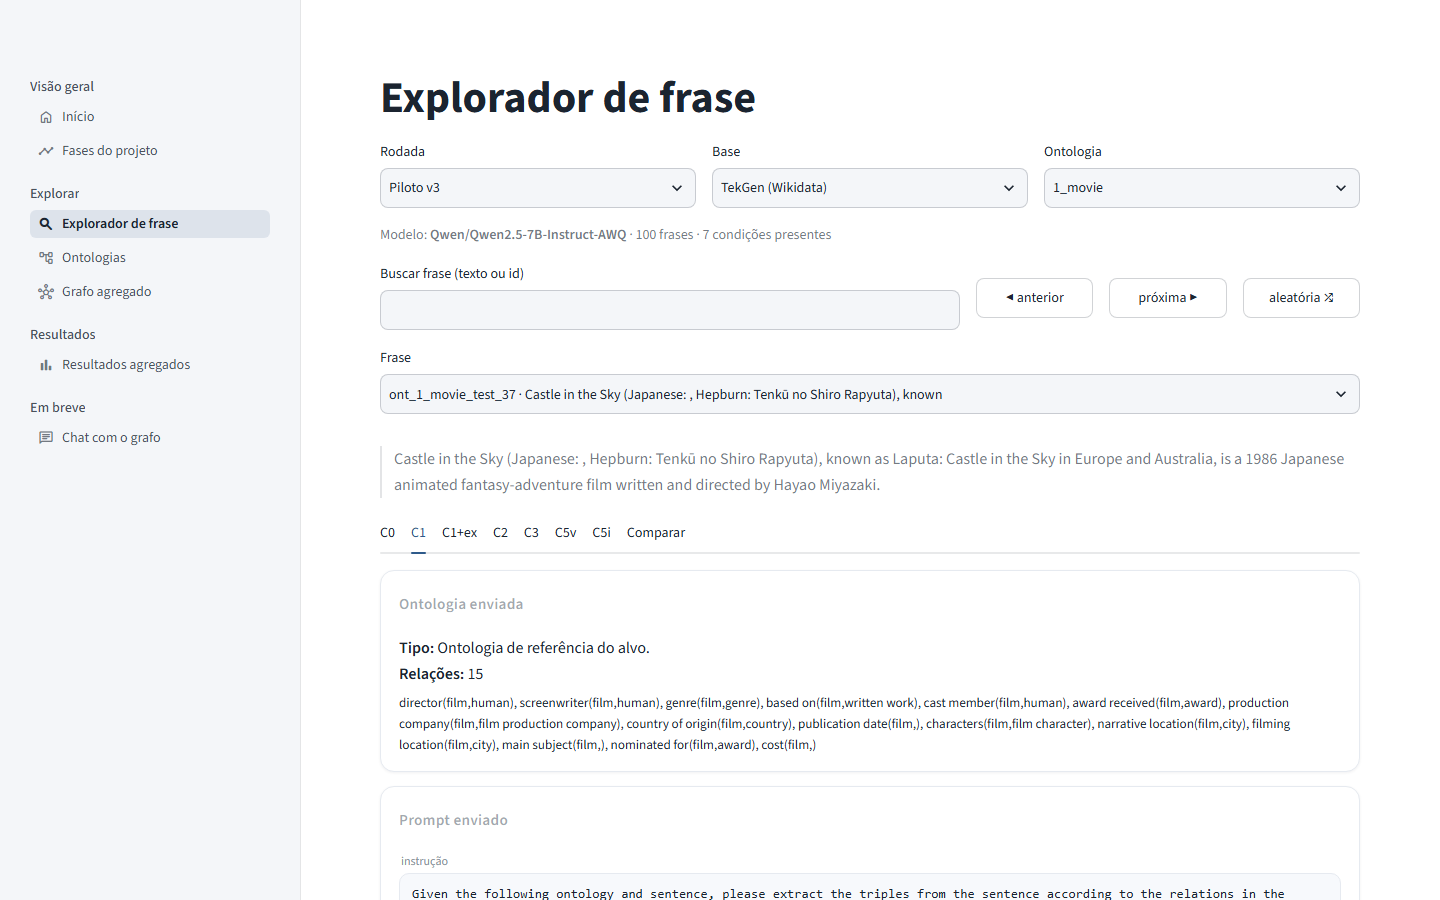 Visão geral
Início
Fases do projeto
Explorar
Explorador de frase
Ontologias
Grafo agregado
Resultados
Resultados agregados
Em breve
Chat com o grafo
Explorador de frase
Rodada
Base
Ontologia
Piloto v3
TekGen (Wikidata)
1_movie
Modelo: Qwen/Qwen2.5-7B-Instruct-AWQ · 100 frases · 7 condições presentes
Buscar frase (texto ou id)
◂ anterior
próxima ▸
aleatória ⤮
Frase
ont_1_movie_test_37 · Castle in the Sky (Japanese: , Hepburn: Tenkū no Shiro Rapyuta), known
Castle in the Sky (Japanese: , Hepburn: Tenkū no Shiro Rapyuta), known as Laputa: Castle in the Sky in Europe and Australia, is a 1986 Japanese
animated fantasy-adventure film written and directed by Hayao Miyazaki.
C0 C1 C1+ex C2 C3 C5v C5i Comparar
Ontologia enviada
Tipo: Ontologia de referência do alvo.
Relações: 15
director(film,human), screenwriter(film,human), genre(film,genre), based on(film,written work), cast member(film,human), award received(film,award), production
company(film,film production company), country of origin(film,country), publication date(film,), characters(film,film character), narrative location(film,city), filming
location(film,city), main subject(film,), nominated for(film,award), cost(film,)
Prompt enviado
instrução
Given the following ontology and sentence, please extract the triples from the sentence according to the relations in the